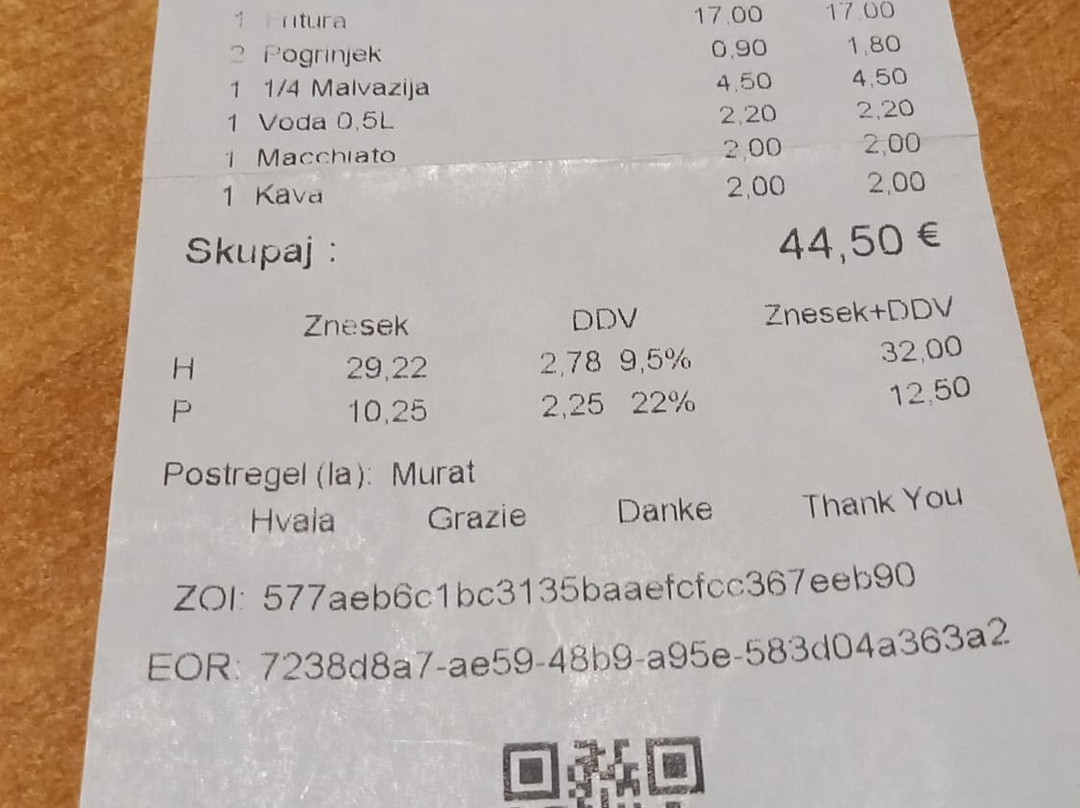 1 Fritura 17,00 17,00
2 Pogrinjek 0,90 1,80
1 1/4 Malvazija 4,50 4,50
1 Voda 0,5L 2,20 2,20
1 Macchiato 2,00 2,00
1 Kava 2,00 2,00
Skupaj : 44,50 €
Znesek DDV Znesek+DDV
H 29,22 2,78 9,5% 32,00
P 10,25 2,25 22% 12,50
Postregel (la): Murat
Hvala Grazie Danke Thank You
ZOI: 577aeb6c1bc3135baaefcfcc367eeb90
EOR: 7238d8a7-ae59-48b9-a95e-583d04a363a2